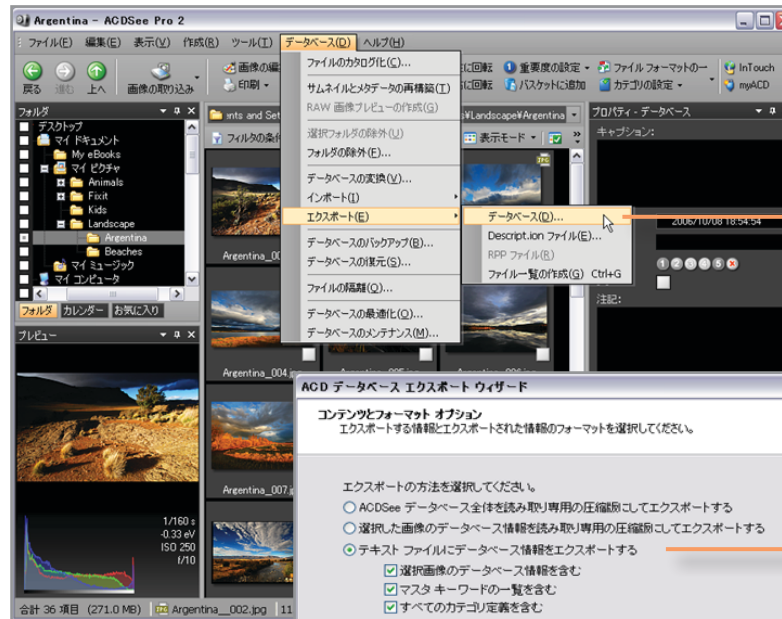 Argentina - ACDSee Pro 2
ファイル(F) 編集(E) 表示(V) 作成(R) ツール(T) データベース(D) ヘルプ(H)
戻る 進む 上へ 画像の取り込み
画像の編
印刷
に回転 重要度の設定 ファイル フォーマットの一 InTouch
に回転 バスケットに追加 カテゴリの設定 myACD
フォルダ
デスクトップ
マイ ドキュメント
My eBooks
マイ ピクチャ
Animals
Fixit
Kids
Landscape
Argentina
Beaches
マイ ミュージック
マイ コンピュータ
フォルダ カレンダー お気に入り
プレビュー
1/160 s
-0.33 eV
ISO 250
f/10
合計 36 項目 (271.0 MB) Argentina__002.jpg 11
ents and Set
s\Landscape\Argentina
フィルタの条件
表示モード
JPG
Argentina_00
Argentina_004.jpg
Argentina_005.jpg
Argentina_006.jpg
Argentina_007.j
ファイルのカタログ化(C)...
サムネイルとメタデータの再構築(T)
RAW 画像プレビューの作成(G)
選択フォルダの除外(U)
フォルダの除外(E)...
データベースの変換(V)...
インポート(I)
エクスポート(E)
データベースのバックアップ(B)...
データベースの復元(S)...
ファイルの隔離(Q)...
データベースの最適化(O)...
データベースのメンテナンス(M)...
データベース(D)...
Descript.ion ファイル(E)...
RPP ファイル(R)
ファイル一覧の作成(G) Ctrl+G
プロパティ - データベース
キャプション:
2006/10/08 18:54:54
1 2 3 4 5
注記:
ACD データベース エクスポート ウィザード
コンテンツとフォーマット オプション
エクスポートする情報とエクスポートされた情報のフォーマットを選択してください。
エクスポートの方法を選択してください。
ACDSee データベース全体を読み取り専用の圧縮版にしてエクスポートする
選択した画像のデータベース情報を読み取り専用の圧縮版にしてエクスポートする
テキスト ファイルにデータベース情報をエクスポートする
選択画像のデータベース情報を含む
マスタ キーワードの一覧を含む
すべてのカテゴリ定義を含む